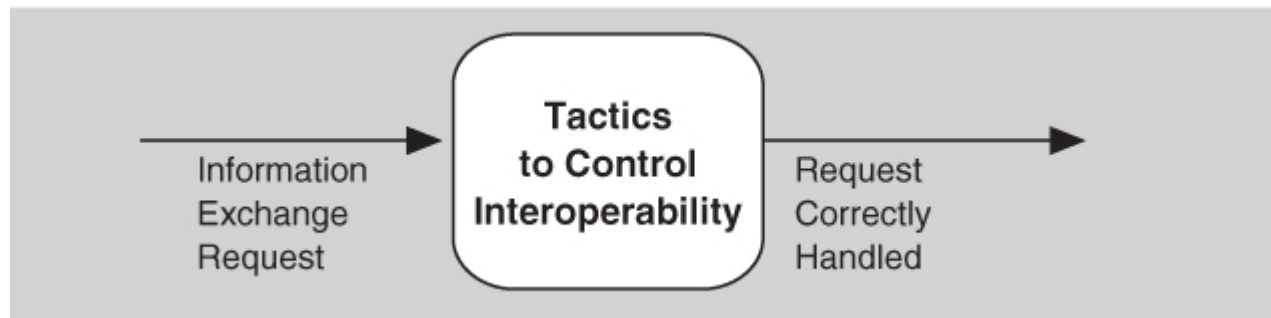 Information
Exchange
Request
Tactics
to Control
Interoperability
Request
Correctly
Handled